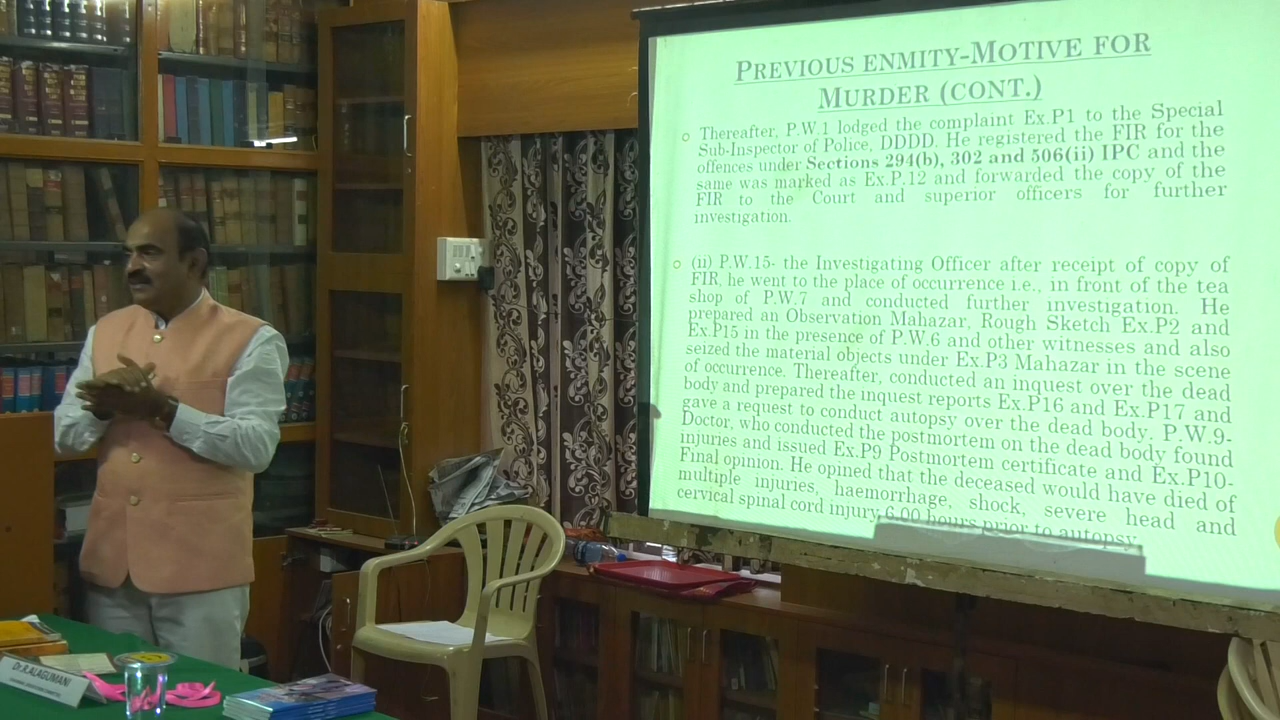 PREVIOUS ENMITY-MOTIVE FOR
MURDER (CONT.)
Thereafter, P.W.1 lodged the complaint Ex.P1 to the Special
Sub-Inspector of Police, DDDD. He registered the FIR for the
offences under Sections 294(b), 302 and 506(ii) IPC and the
same was marked as Ex.P.12 and forwarded the copy of the
FIR to the Court and superior officers for further
investigation.
(ii) P.W.15- the Investigating Officer after receipt of copy of
FIR, he went to the place of occurrence i.e., in front of the tea
shop of P.W.7 and conducted further investigation. He
prepared an Observation Mahazar, Rough Sketch Ex.P2 and
Ex.P15 in the presence of P.W.6 and other witnesses and also
seized the material objects under Ex.P3 Mahazar in the scene
of occurrence. Thereafter, conducted an inquest over the dead
body and prepared the inquest reports Ex.P16 and Ex.P17 and
gave a request to conduct autopsy over the dead body. P.W.9-
Doctor, who conducted the postmortem on the dead body found
injuries and issued Ex.P9 Postmortem certificate and Ex.P10-
Final opinion. He opined that the deceased would have died of
multiple injuries, haemorrhage, shock, severe head and
cervical spinal cord injury 6.00 hours prior to autopsy
Dr.R.ALAGUMANI